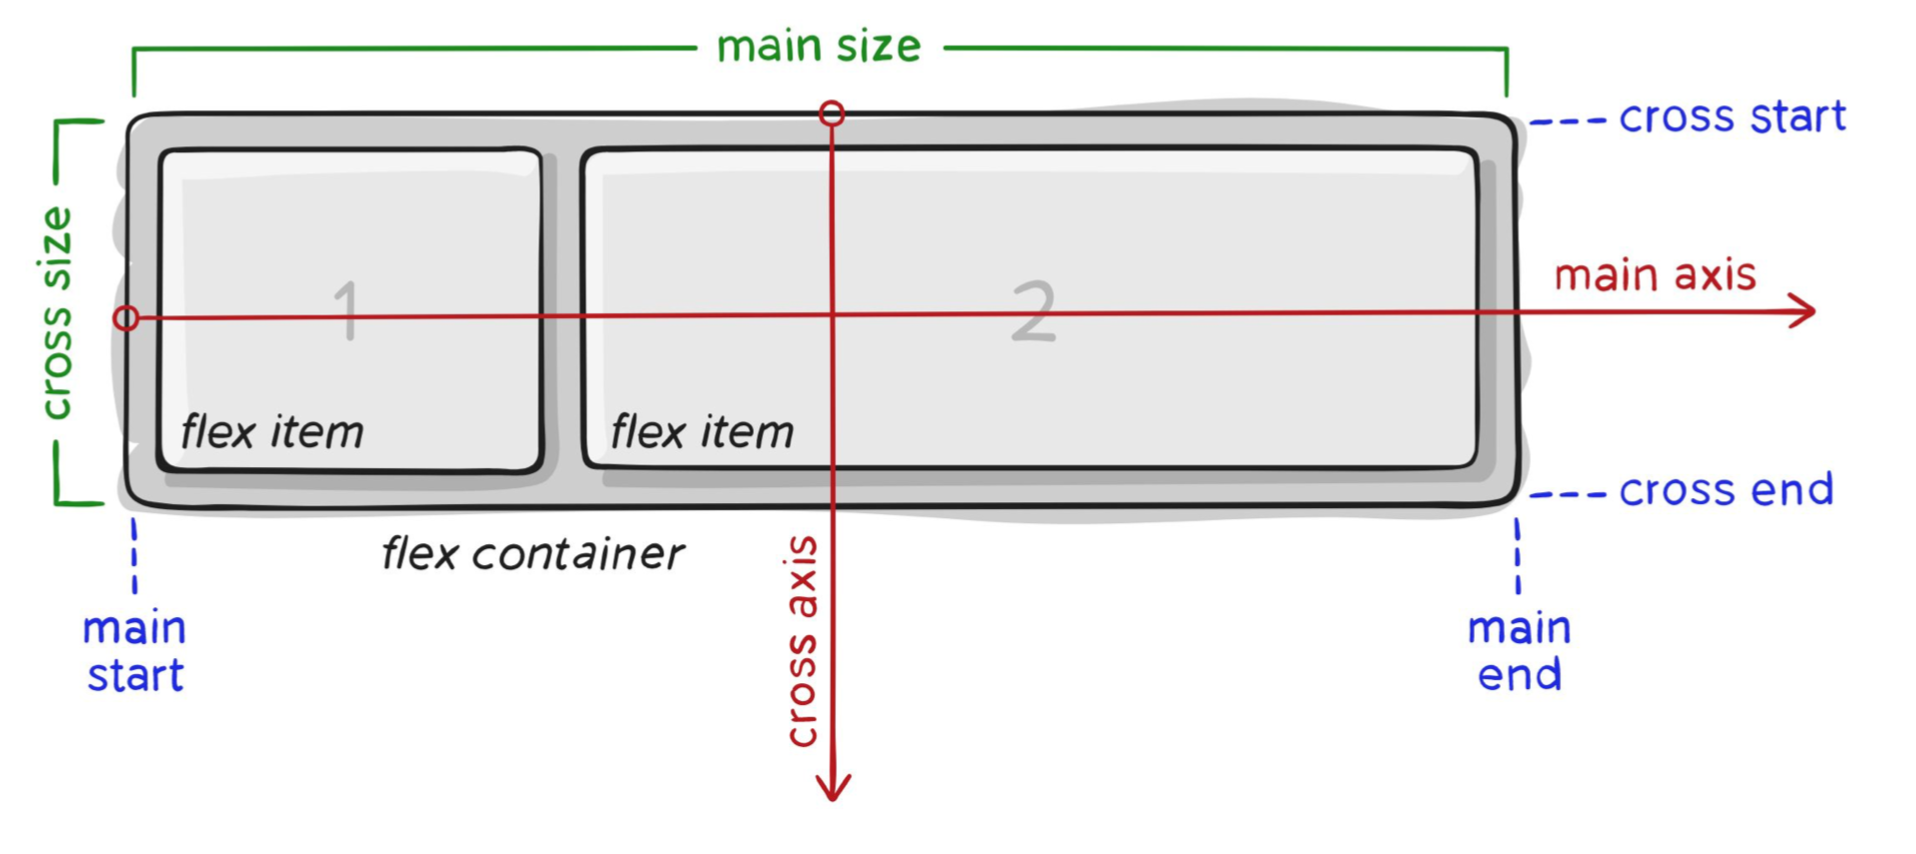 main size
cross start
cross size
main axis
1
2
flex item
flex item
cross end
flex container
cross axis
main
start
main
end